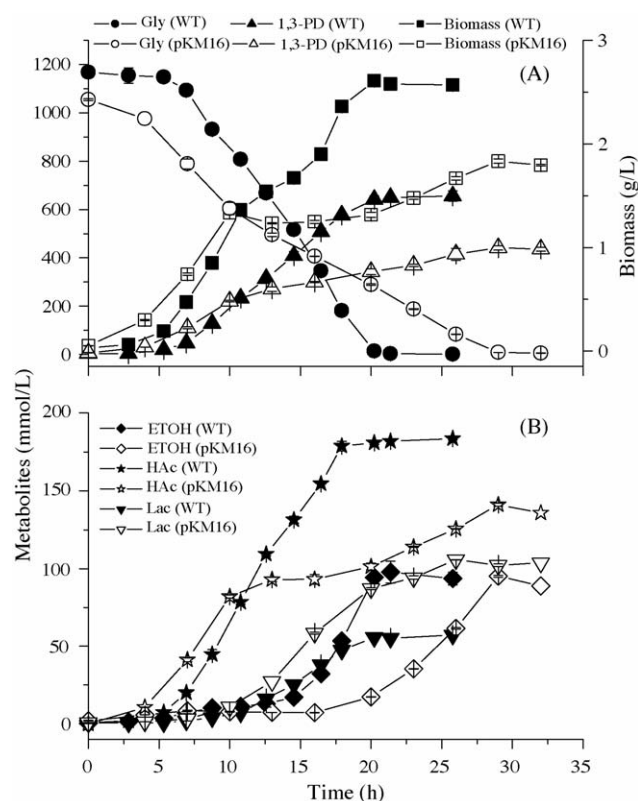 Gly (WT) 1,3-PD (WT) Biomass (WT)
Gly (pKM16) 1,3-PD (pKM16) Biomass (pKM16)
(A)
1200
1000
800
600
400
200
0
3
2
1
0
Biomass (g/L)
Metabolites (mmol/L)
(B)
ETOH (WT)
ETOH (pKM16)
HAc (WT)
HAc (pKM16)
Lac (WT)
Lac (pKM16)
200
150
100
50
0
0 5 10 15 20 25 30 35
Time (h)